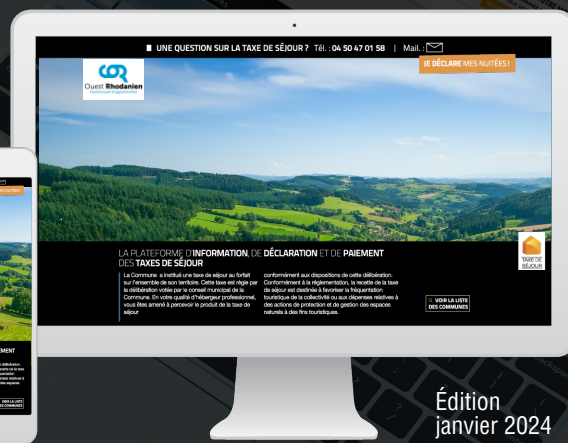 UNE QUESTION SUR LA TAXE DE SÉJOUR ? Tél. : 04 50 47 01 58 | Mail. :
JE DÉCLARE MES NUITÉES !
Ouest Rhodanien
LA PLATEFORME D'INFORMATION, DE DÉCLARATION ET DE PAIEMENT
DES TAXES DE SÉJOUR
La Commune a institué une taxe de séjour au forfait
sur l'ensemble de son territoire. Cette taxe est régie par
la délibération votée par le conseil municipal de la
Commune. En votre qualité d'hébergeur professionnel,
vous êtes amené à percevoir le produit de la taxe de
séjour
conformément aux dispositions de cette délibération.
Conformément à la réglementation, la recette de la taxe
de séjour est destinée à favoriser la fréquentation
touristique de la collectivité ou aux dépenses relatives à
des actions de protection et de gestion des espaces
naturels à des fins touristiques.
TAXE DE
SÉJOUR
VOIR LA LISTE
DES COMMUNES
Édition
janvier 2024